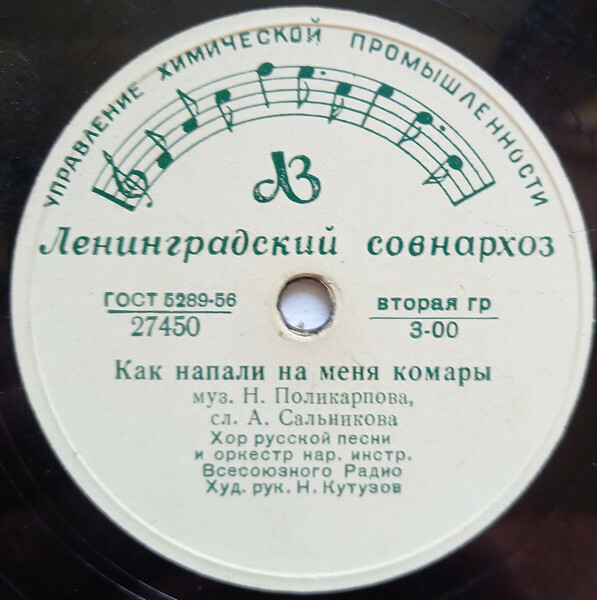 УПРАВЛЕНИЕ ХИМИЧЕСКОЙ ПРОМЫШЛЕННОСТИ
ЛЗ
Ленинградский совнархоз
ГОСТ 5289-56
27450
вторая гр
3-00
Как напали на меня комары
муз. Н. Поликарпова,
сл. А. Сальникова
Хор русской песни
и оркестр нар. инстр.
Всесоюзного Радио
Худ. рук. Н. Кутузов